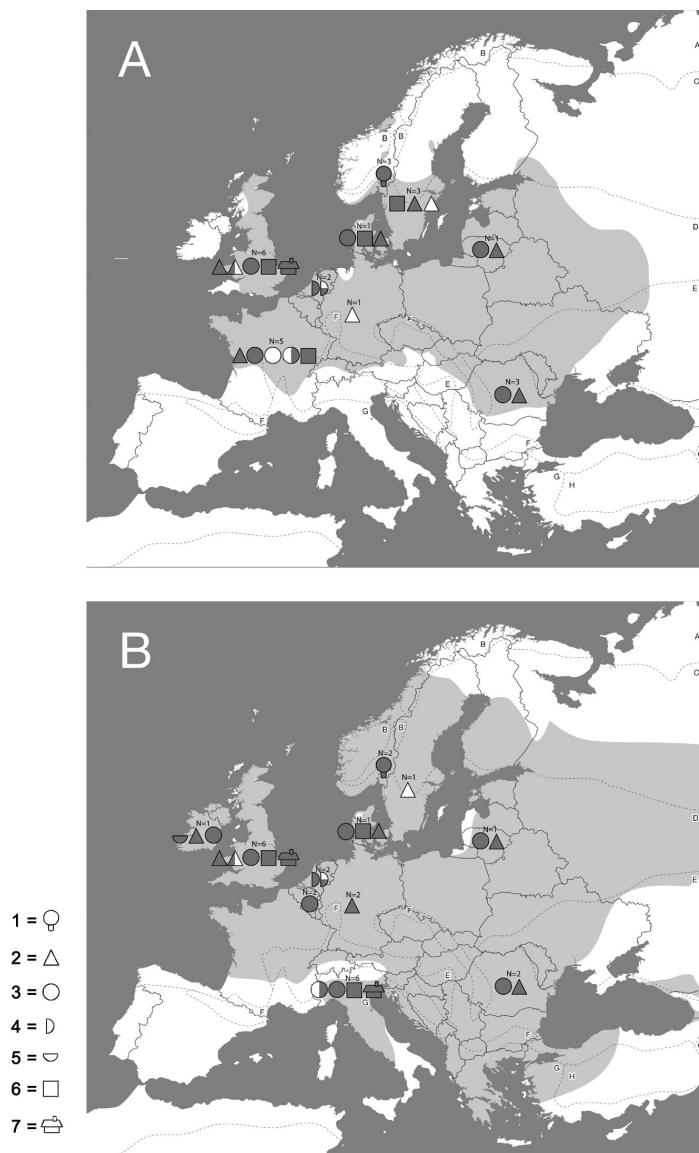 A
B
A
C
B
B
N=3
N=3
D
N=1
N=1
N=6
E
N=2
N=1
F
F
N=5
N=3
E
G
F
F
G
H
B
B
A
C
B
B
N=2
N=1
D
N=1
N=1
N=1
N=6
N=2
E
N=2
N=2
F
F
1 =
2 =
3 =
4 =
5 =
6 =
7 =
E
N=2
N=6
G
F
F
G
H